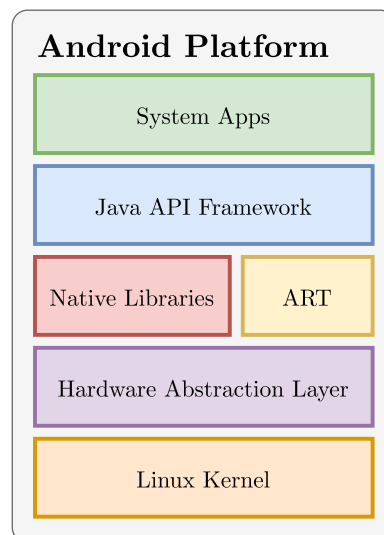 Android Platform
System Apps
Java API Framework
Native Libraries
ART
Hardware Abstraction Layer
Linux Kernel